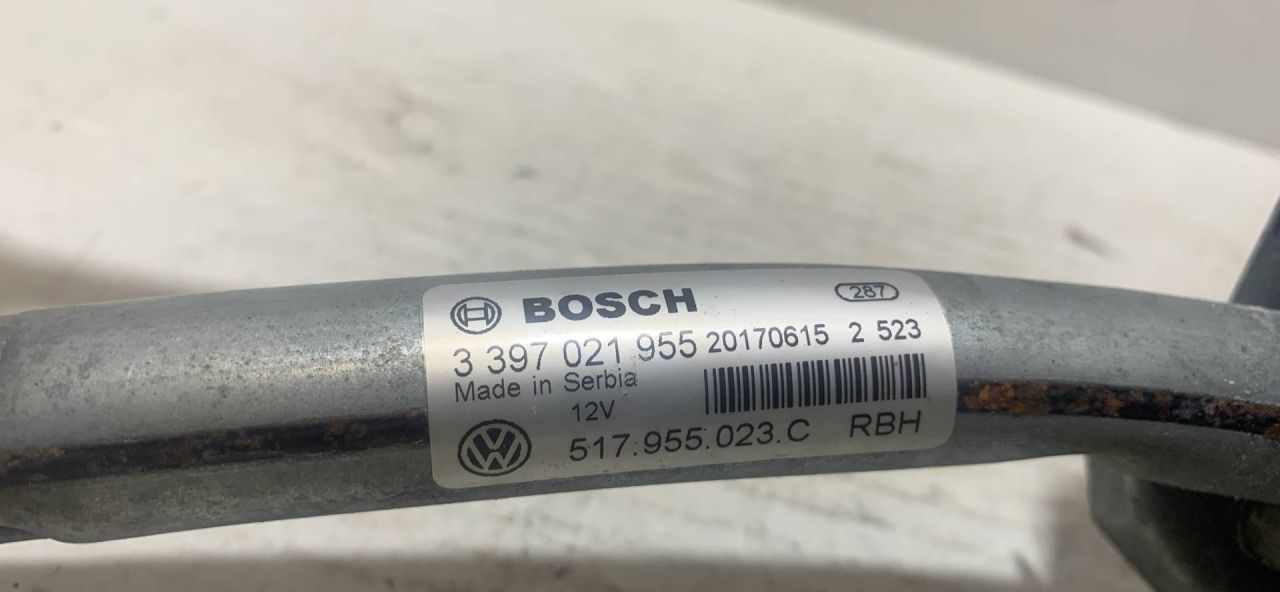 BOSCH 287
3 397 021 955 20170615 2 523
Made in Serbia
12V
517.955.023.C RBH